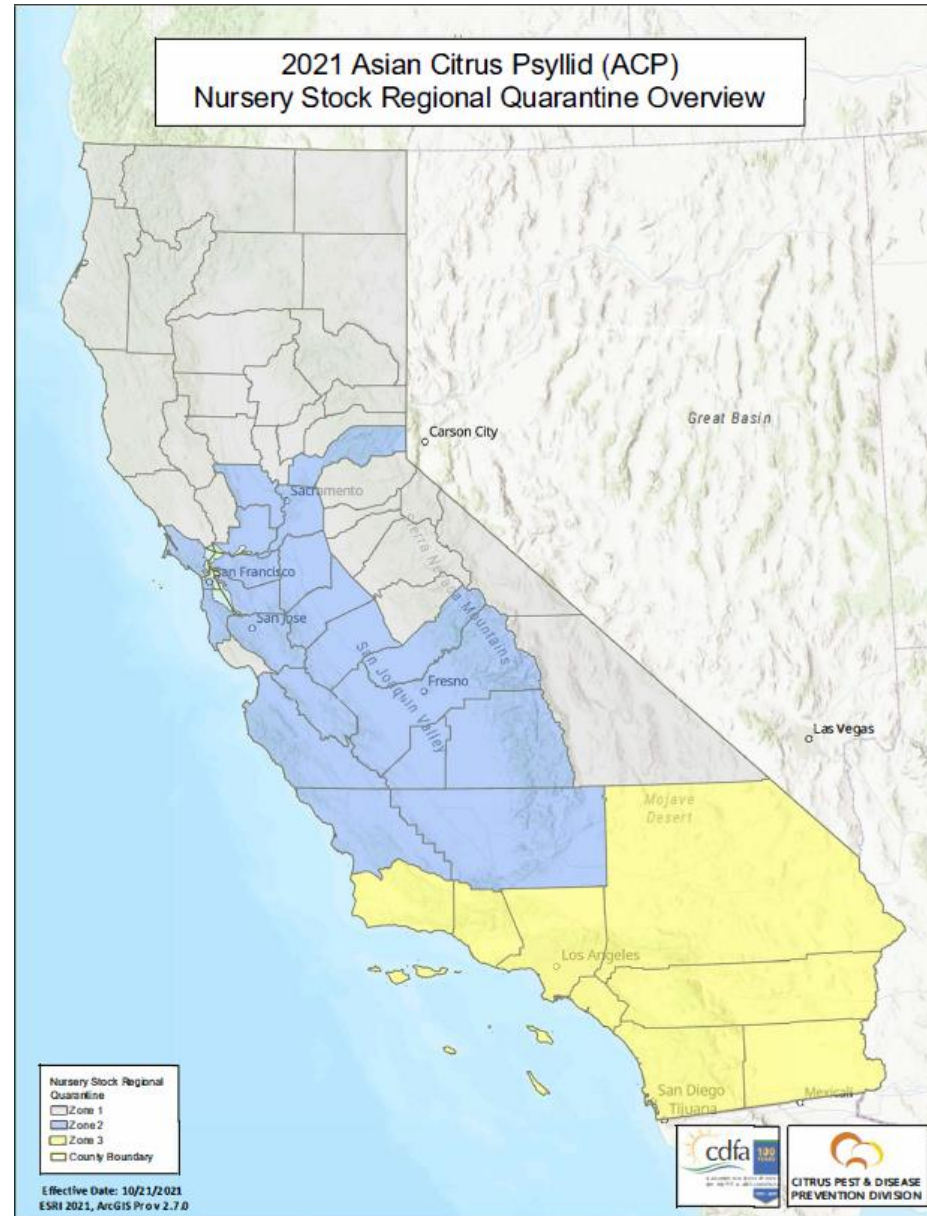 2021 Asian Citrus Psyllid (ACP)
Nursery Stock Regional Quarantine Overview
Great Basin
Carson City
Sacramento
Sierra Nevada Mountains
San Francisco
San Jose
San Joaquin Valley
Fresno
Las Vegas
Mojave
Desert
Los Angeles
San Diego
Tijuana
Mexicali
Nursery Stock Regional
Quarantine
Zone 1
Zone 2
Zone 3
County Boundary
Effective Date: 10/21/2021
ESRI 2021, ArcGIS Pro v 2.7.0
cdfa
100
CITRUS PEST & DISEASE
PREVENTION DIVISION